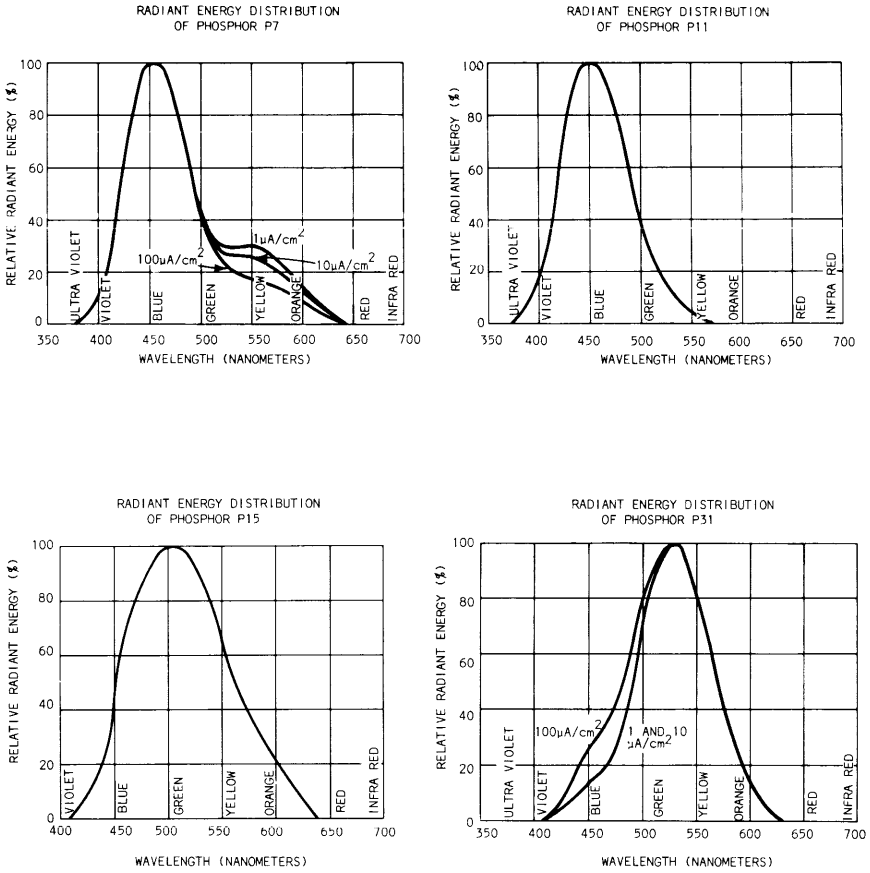 RADIANT ENERGY DISTRIBUTION
OF PHOSPHOR P7
RELATIVE RADIANT ENERGY (%)
100
80
60
40
20
0
1µA/cm²
100µA/cm²
10µA/cm²
ULTRA VIOLET
VIOLET
BLUE
GREEN
YELLOW
ORANGE
RED
INFRA RED
400 450 500 550 600 650 700
WAVELENGTH (NANOMETERS)
RADIANT ENERGY DISTRIBUTION
OF PHOSPHOR P11
RELATIVE RADIANT ENERGY (%)
100
80
60
40
20
0
ULTRA VIOLET
VIOLET
BLUE
GREEN
YELLOW
ORANGE
RED
INFRA RED
350 400 450 500 550 600 650 700
WAVELENGTH (NANOMETERS)
RADIANT ENERGY DISTRIBUTION
OF PHOSPHOR P15
RELATIVE RADIANT ENERGY (%)
100
80
60
40
20
0
VIOLET
BLUE
GREEN
YELLOW
ORANGE
RED
INFRA RED
400 450 500 550 600 650 700
WAVELENGTH (NANOMETERS)
RADIANT ENERGY DISTRIBUTION
OF PHOSPHOR P31
RELATIVE RADIANT ENERGY (%)
100
80
60
40
20
0
100µA/cm²
1 AND 10
µA/cm²
ULTRA VIOLET
VIOLET
BLUE
GREEN
YELLOW
ORANGE
RED
INFRA RED
350 400 450 500 550 600 650 700
WAVELENGTH (NANOMETERS)